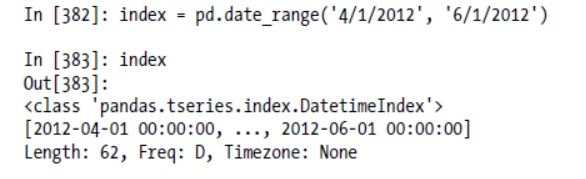 In [382]: index = pd.date_range('4/1/2012', '6/1/2012')
In [383]: index
Out[383]:
<class 'pandas.tseries.index.DatetimeIndex'>
[2012-04-01 00:00:00, ..., 2012-06-01 00:00:00]
Length: 62, Freq: D, Timezone: None